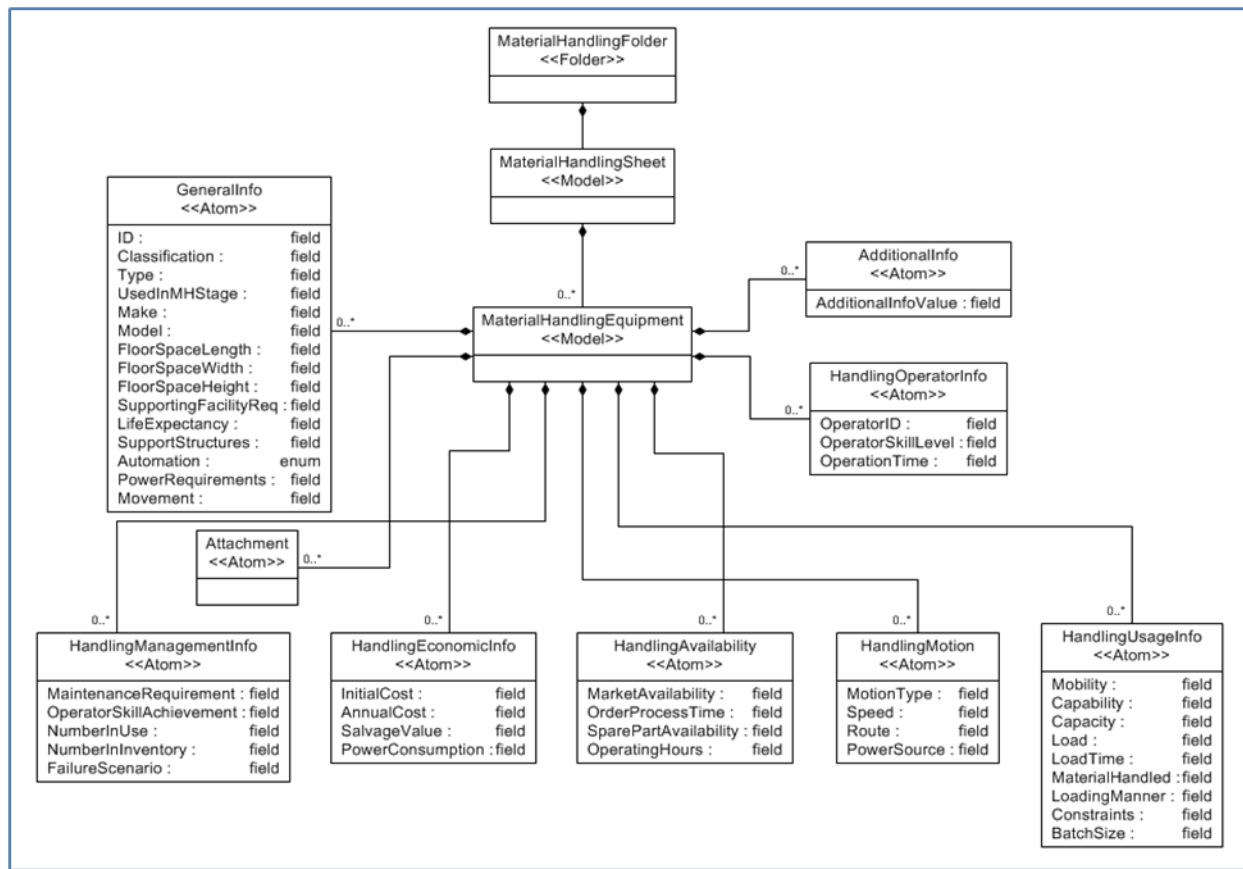 MaterialHandlingFolder
<<Folder>>
MaterialHandlingSheet
<<Model>>
GeneralInfo
<<Atom>>
ID : field
Classification : field
Type : field
UsedInMHStage : field
Make : field
Model : field
FloorSpaceLength : field
FloorSpaceWidth : field
FloorSpaceHeight : field
SupportingFacilityReq : field
LifeExpectancy : field
SupportStructures : field
Automation : enum
PowerRequirements : field
Movement : field
0..*
0..*
MaterialHandlingEquipment
<<Model>>
0..*
AdditionalInfo
<<Atom>>
AdditionalInfoValue : field
0..*
HandlingOperatorInfo
<<Atom>>
OperatorID : field
OperatorSkillLevel : field
OperationTime : field
Attachment
<<Atom>>
0..*
0..*
HandlingManagementInfo
<<Atom>>
MaintenanceRequirement : field
OperatorSkillAchievement : field
NumberInUse : field
NumberInInventory : field
FailureScenario : field
0..*
HandlingEconomicInfo
<<Atom>>
InitialCost : field
AnnualCost : field
SalvageValue : field
PowerConsumption : field
0..*
HandlingAvailability
<<Atom>>
MarketAvailability : field
OrderProcessTime : field
SparePartAvailability : field
OperatingHours : field
0..*
HandlingMotion
<<Atom>>
MotionType : field
Speed : field
Route : field
PowerSource : field
0..*
HandlingUsageInfo
<<Atom>>
Mobility : field
Capability : field
Capacity : field
Load : field
LoadTime : field
MaterialHandled : field
LoadingManner : field
Constraints : field
BatchSize : field